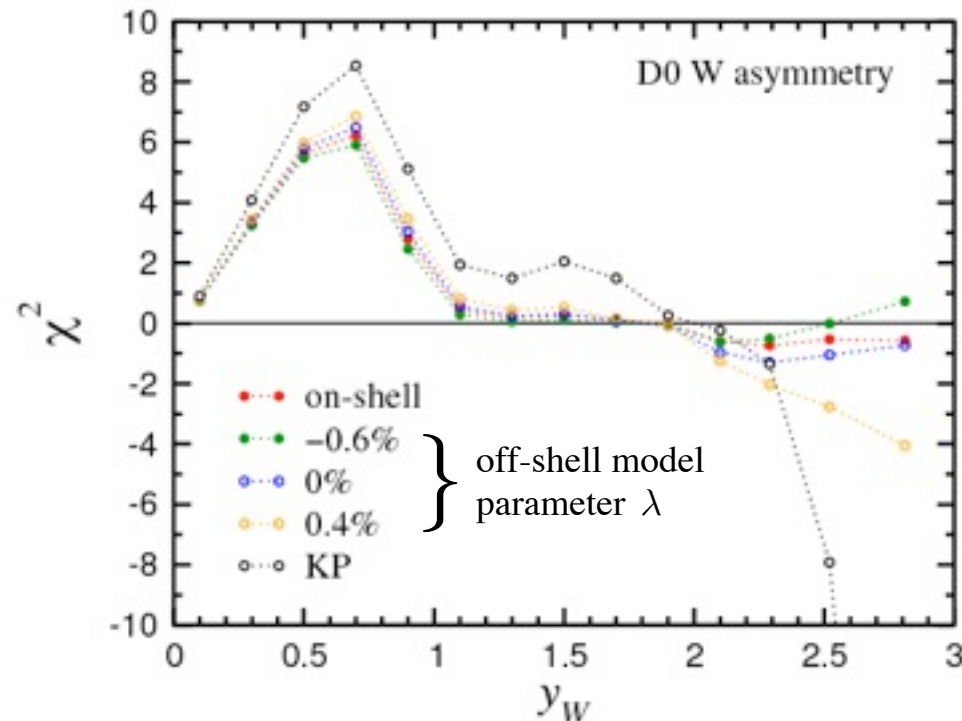 10
8
6
4
2
0
-2
-4
-6
-8
-10
χ²
D0 W asymmetry
on-shell
−0.6%
0%
0.4%
KP
off-shell model
parameter λ
0 0.5 1 1.5 2 2.5 3
y_W